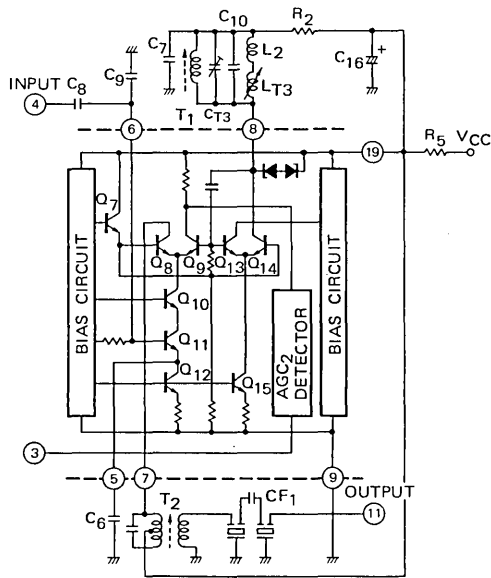 C10
R2
C7
L2
C16
+
C9
LT3
INPUT
C8
4
T1
CT3
6
8
19
R5
VCC
Q7
BIAS CIRCUIT
Q8
Q9
Q13
Q14
BIAS CIRCUIT
Q10
Q11
AGC2 DETECTOR
Q12
Q15
3
5
7
9
OUTPUT
C6
T2
CF1
11